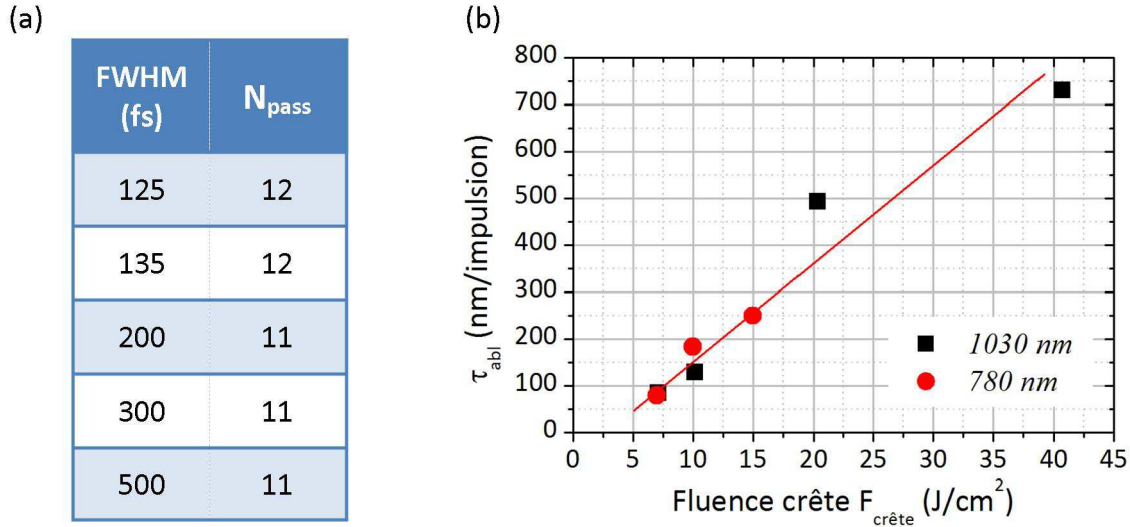 (a)
FWHM (fs) N_pass
125 12
135 12
200 11
300 11
500 11
(b)
τ_abl (nm/impulsion)
800
700
600
500
400
300
200
100
0
0 5 10 15 20 25 30 35 40 45
1030 nm
780 nm
Fluence crête F_crête (J/cm²)